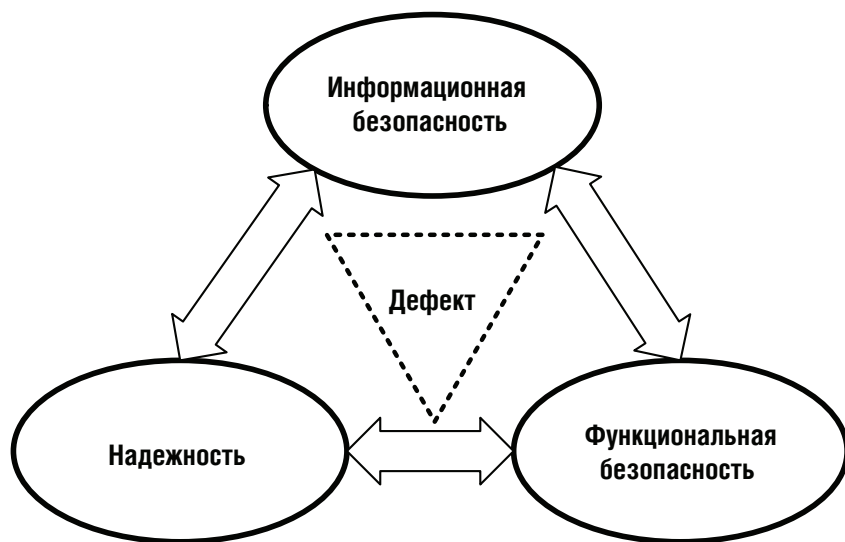 Информационная
безопасность
Дефект
Надежность
Функциональная
безопасность